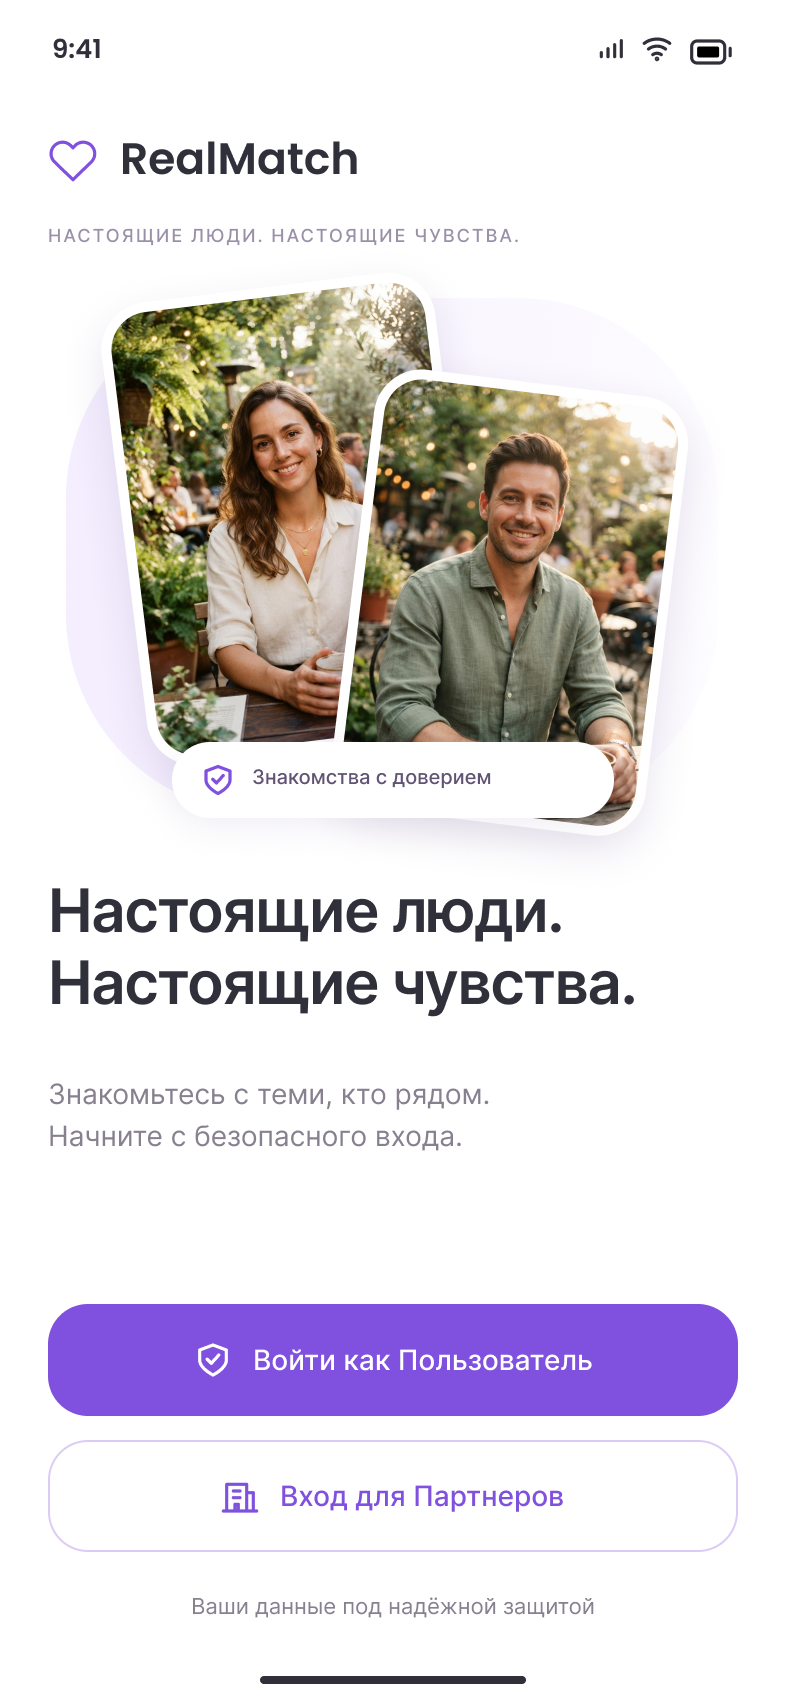 9:41
RealMatch
НАСТОЯЩИЕ ЛЮДИ. НАСТОЯЩИЕ ЧУВСТВА.
Знакомства с доверием
Настоящие люди.
Настоящие чувства.
Знакомьтесь с теми, кто рядом.
Начните с безопасного входа.
Войти как Пользователь
Вход для Партнеров
Ваши данные под надёжной защитой